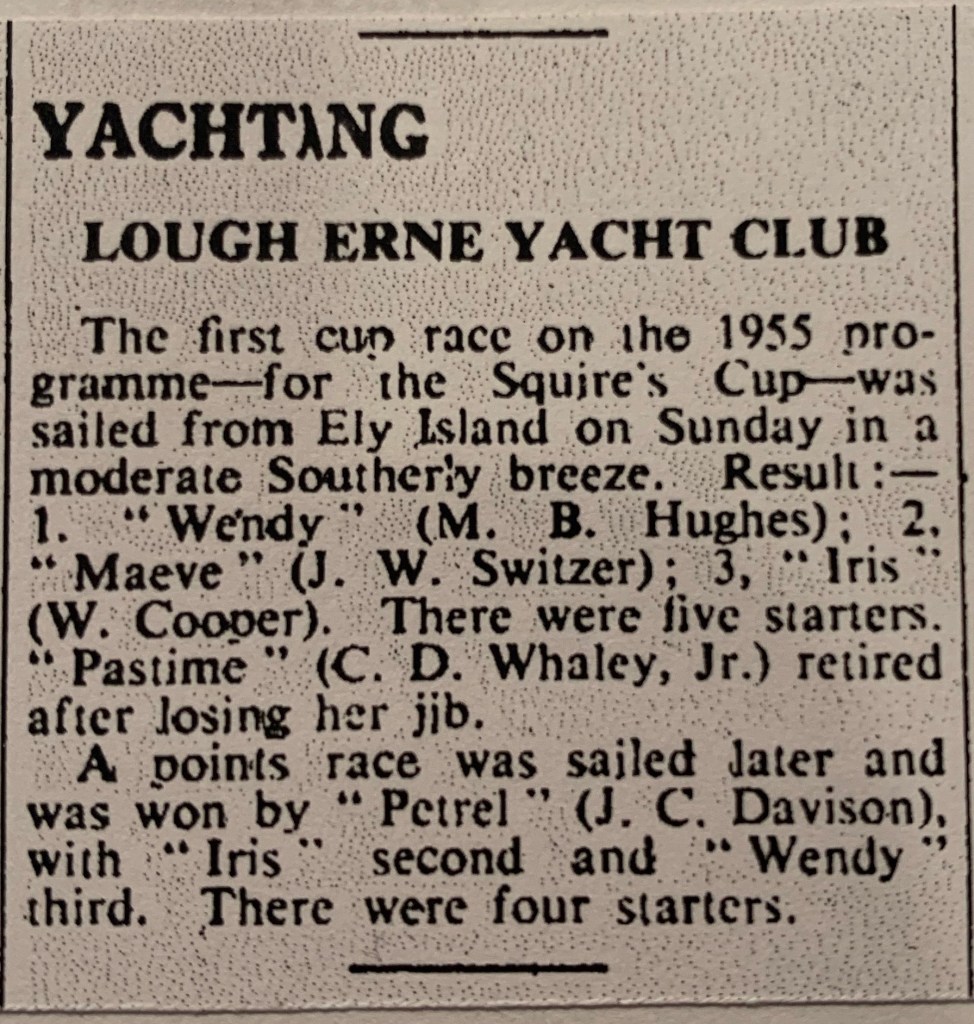 YACHTING
LOUGH ERNE YACHT CLUB
The first cup race on the 1955 pro-
gramme—for the Squire's Cup—was
sailed from Ely Island on Sunday in a
moderate Southerly breeze. Result:—
1. "Wendy" (M. B. Hughes); 2,
"Maeve" (J. W. Switzer); 3, "Iris"
(W. Cooper). There were five starters.
"Pastime" (C. D. Whaley, Jr.) retired
after losing her jib.
A points race was sailed later and
was won by "Petrel" (J. C. Davison),
with "Iris" second and "Wendy"
third. There were four starters.